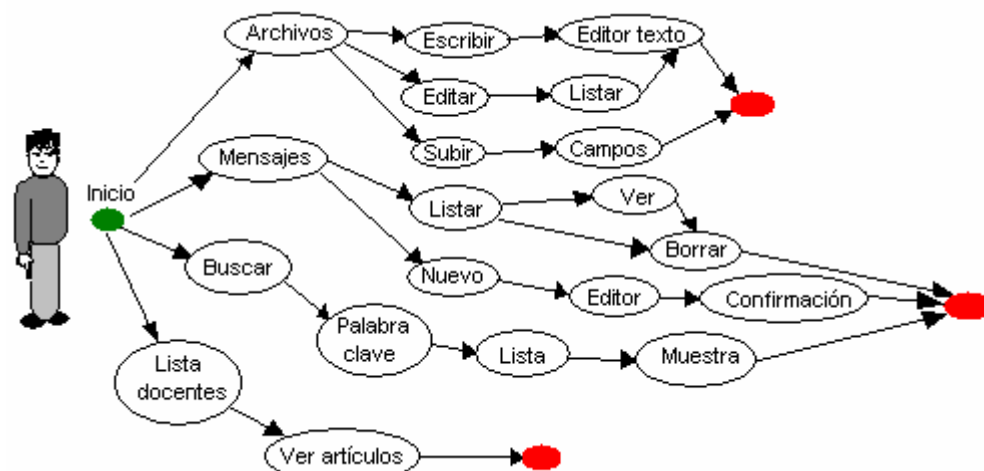 Archivos
Escribir
Editor texto
Editar
Listar
Subir
Campos
Mensajes
Inicio
Listar
Ver
Borrar
Buscar
Nuevo
Editor
Confirmación
Palabra
clave
Lista
Muestra
Lista
docentes
Ver artículos